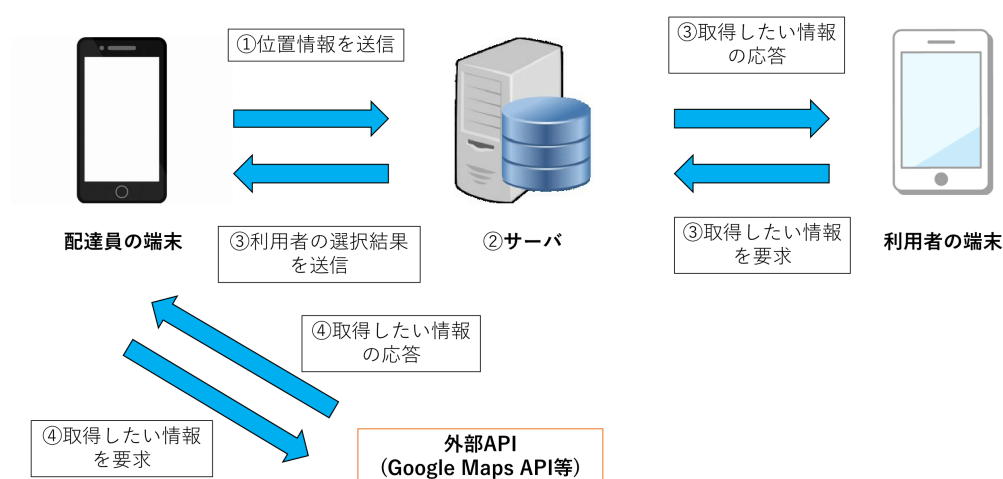 ①位置情報を送信
③取得したい情報
の応答
配達員の端末
③利用者の選択結果
を送信
②サーバ
③取得したい情報
を要求
利用者の端末
④取得したい情報
の応答
④取得したい情報
を要求
外部API
(Google Maps API等)